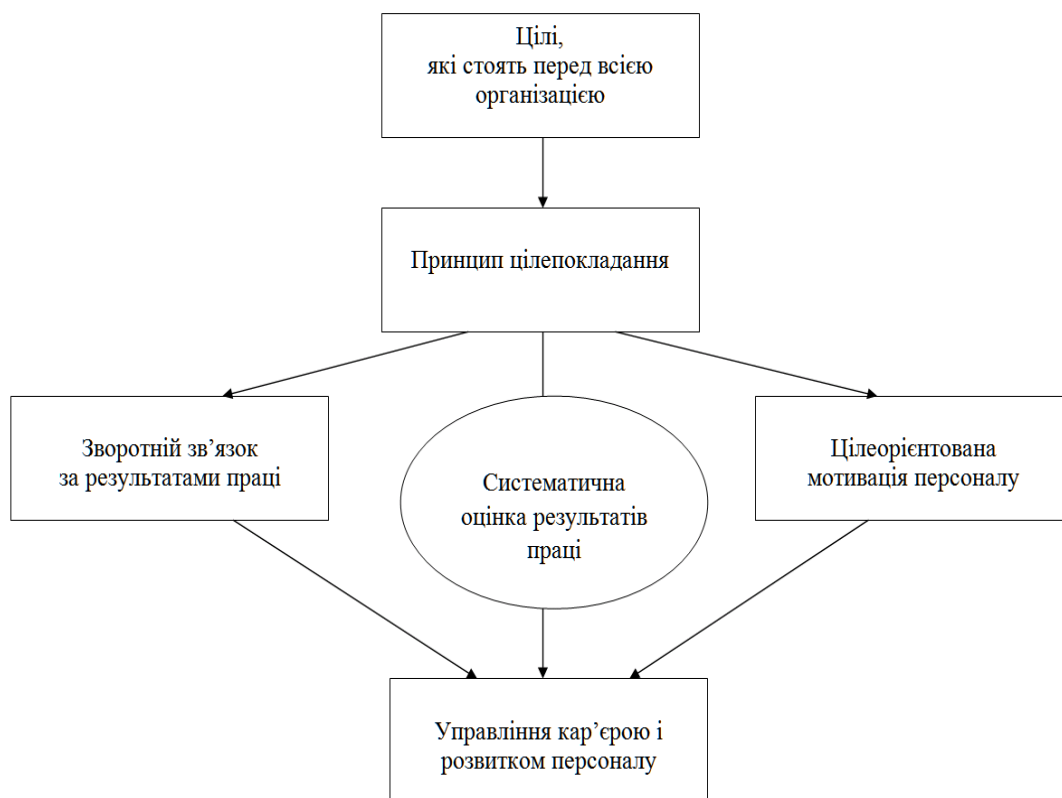 Цілі,
які стоять перед всією
організацією
Принцип цілепокладання
Зворотній зв’язок
за результатами праці
Систематична
оцінка результатів
праці
Цілеорієнтована
мотивація персоналу
Управління кар’єрою і
розвитком персоналу